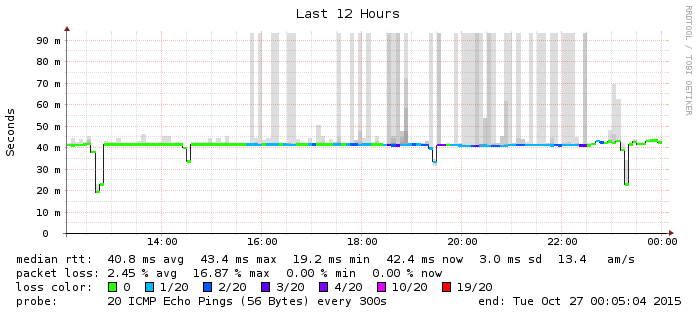 Last 12 Hours
RRDTOOL / TOBI OETIKER
Seconds
90 m
80 m
70 m
60 m
50 m
40 m
30 m
20 m
10 m
0
14:00 16:00 18:00 20:00 22:00 00:00
median rtt: 40.8 ms avg 43.4 ms max 19.2 ms min 42.4 ms now 3.0 ms sd 13.4 am/s
packet loss: 2.45 % avg 16.87 % max 0.00 % min 0.00 % now
loss color: 0 1/20 2/20 3/20 4/20 10/20 19/20
probe: 20 ICMP Echo Pings (56 Bytes) every 300s end: Tue Oct 27 00:05:04 2015